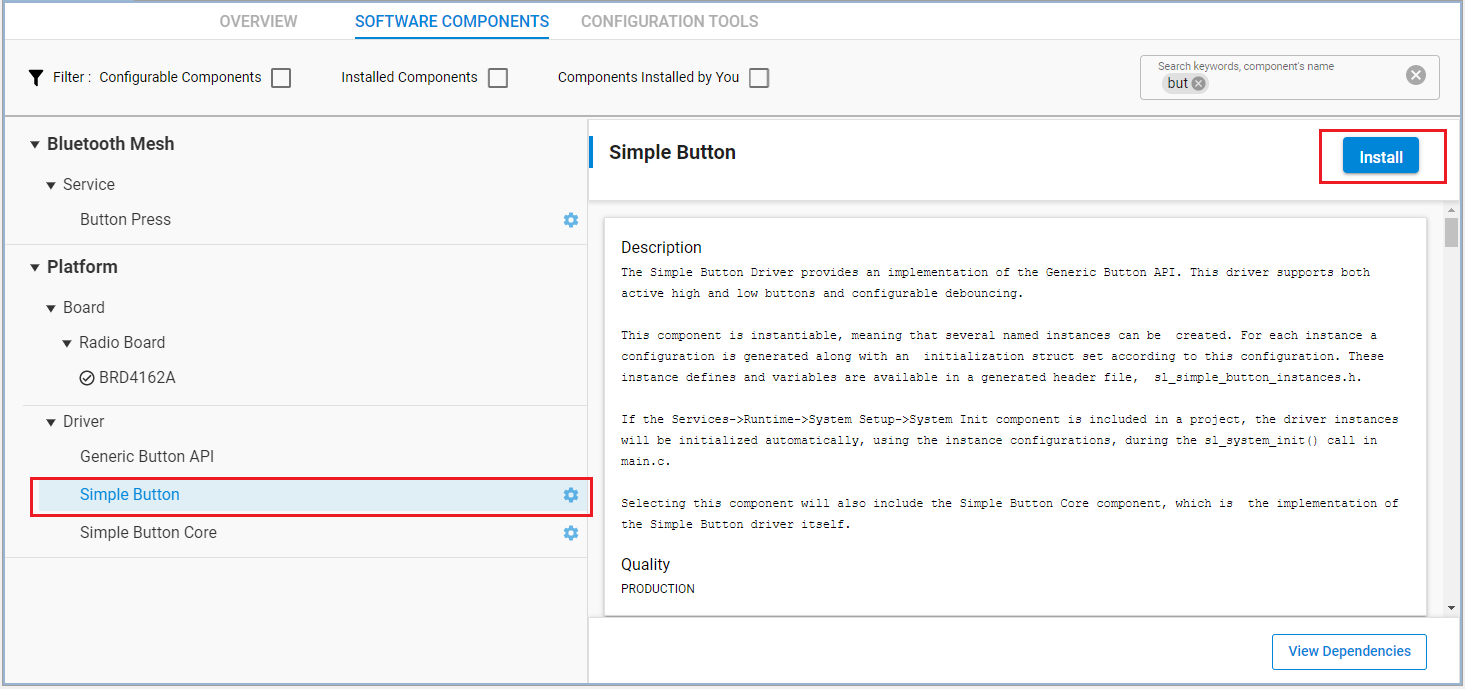 OVERVIEW
SOFTWARE COMPONENTS
CONFIGURATION TOOLS
Filter : Configurable Components
Installed Components
Components Installed by You
Search keywords, component's name
but
Bluetooth Mesh
Service
Button Press
Platform
Board
Radio Board
BRD4162A
Driver
Generic Button API
Simple Button
Simple Button Core
Simple Button
Install
Description
The Simple Button Driver provides an implementation of the Generic Button API. This driver supports both
active high and low buttons and configurable debouncing.
This component is instantiable, meaning that several named instances can be  created. For each instance a
configuration is generated along with an  initialization struct set according to this configuration. These
instance defines and variables are available in a generated header file,  sl_simple_button_instances.h.
If the Services->Runtime->System Setup->System Init component is included in a project, the driver instances
will be initialized automatically, using the instance configurations, during the sl_system_init() call in
main.c.
Selecting this component will also include the Simple Button Core component, which is  the implementation of
the Simple Button driver itself.
Quality
PRODUCTION
View Dependencies